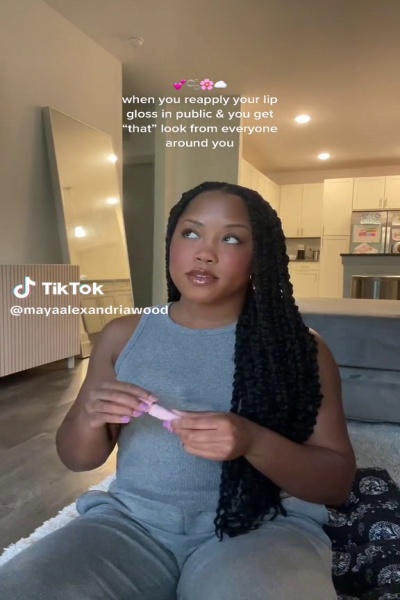 💕🫧🌸☁️
when you reapply your lip
gloss in public & you get
“that” look from everyone
around you
TikTok
@mayaalexandriawood